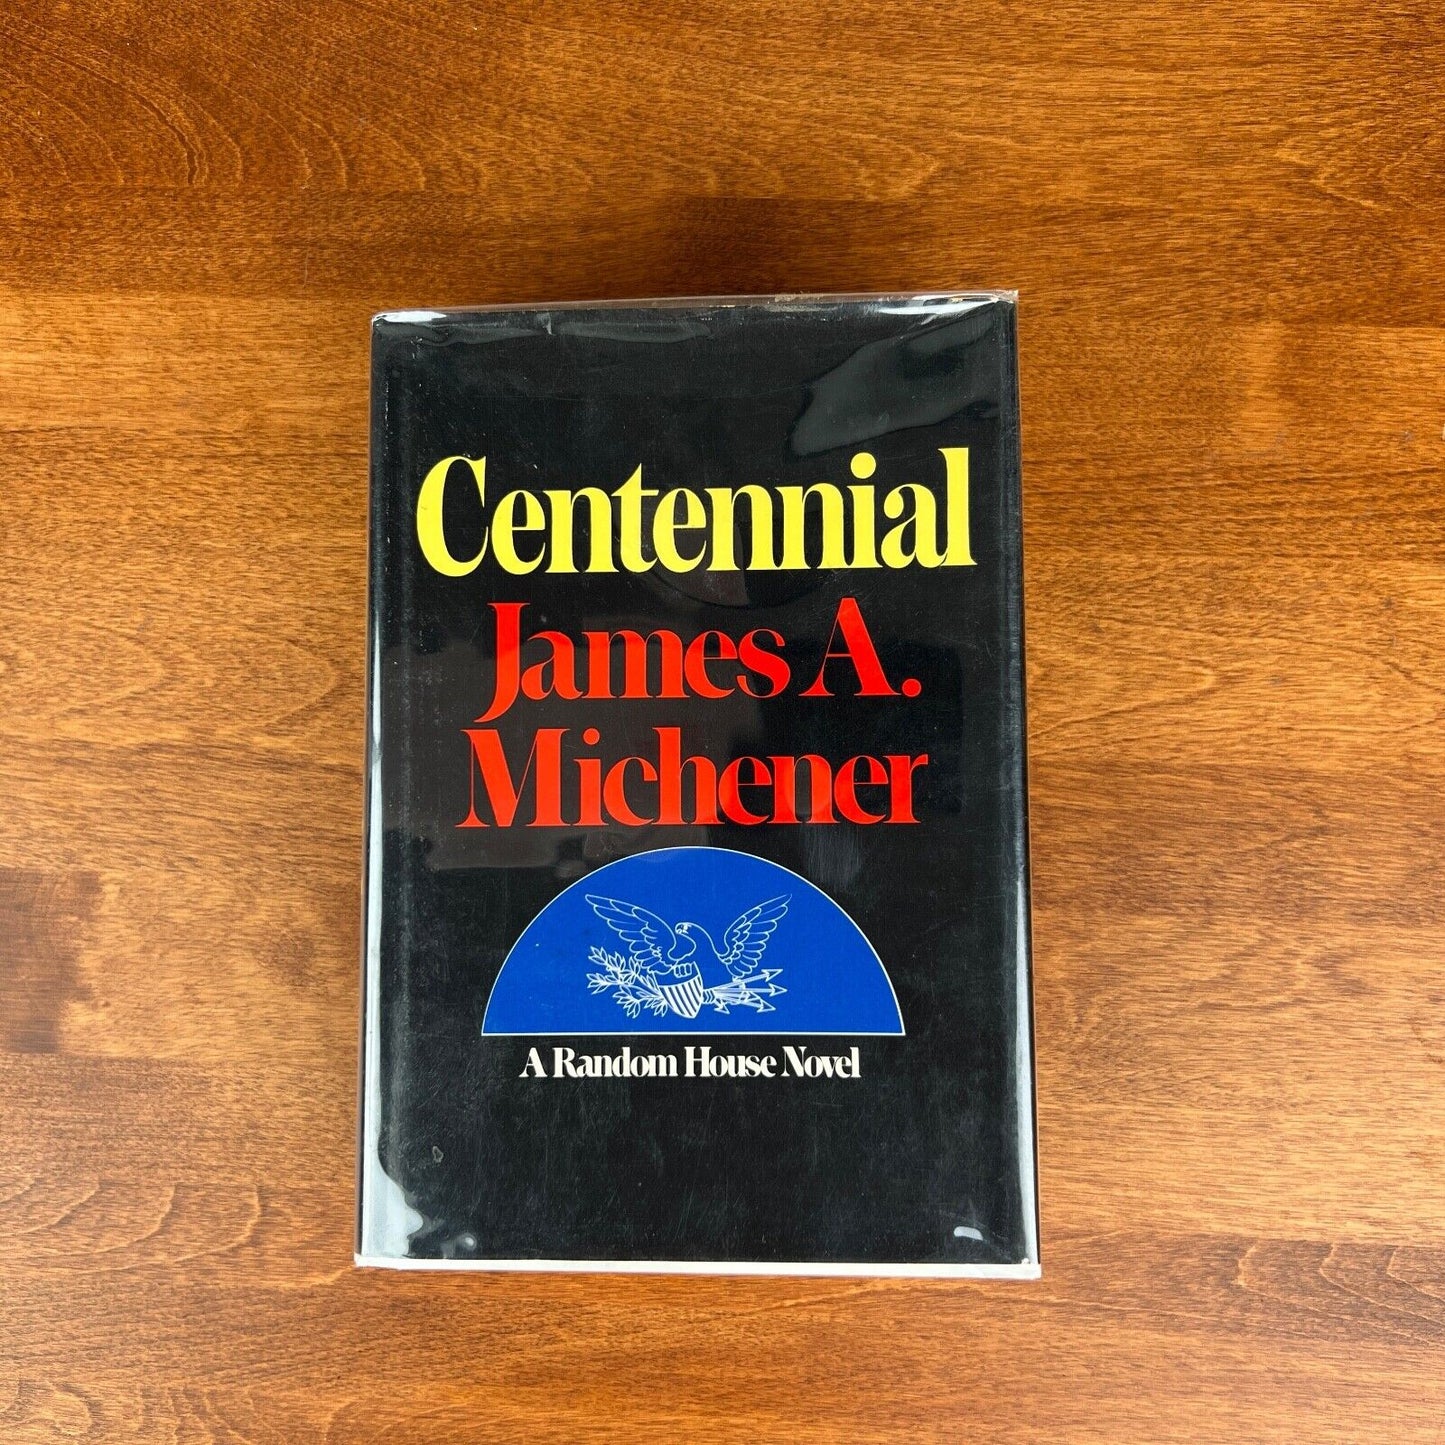 Centennial
James A.
Michener
A Random House Novel